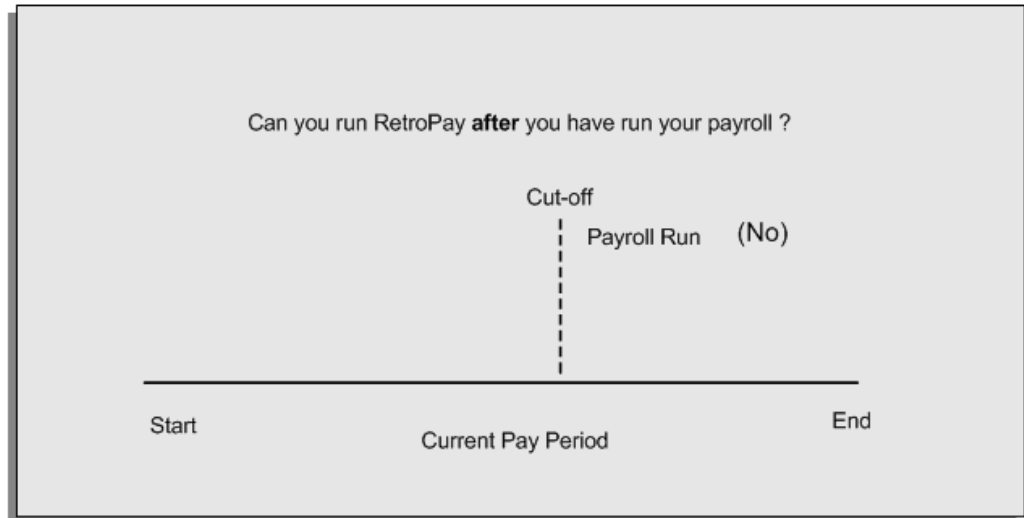 Can you run RetroPay after you have run your payroll ?
Cut-off
Payroll Run (No)
Start
End
Current Pay Period